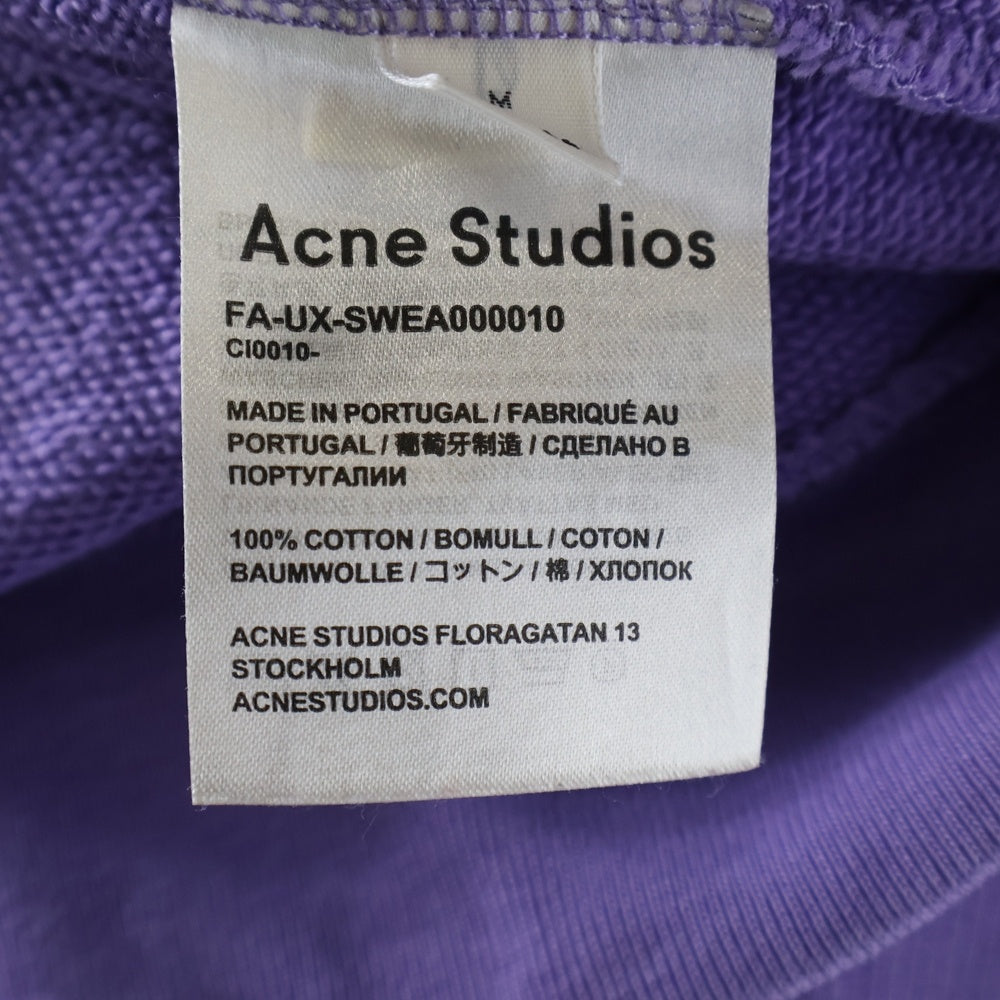 M
Acne Studios
FA-UX-SWEA000010
CI0010-
MADE IN PORTUGAL / FABRIQUÉ AU
PORTUGAL / 葡萄牙制造 / СДЕЛАНО В
ПОРТУГАЛИИ
100% COTTON / BOMULL / COTON /
BAUMWOLLE / コットン / 棉 / ХЛОПОК
ACNE STUDIOS FLORAGATAN 13
STOCKHOLM
ACNESTUDIOS.COM